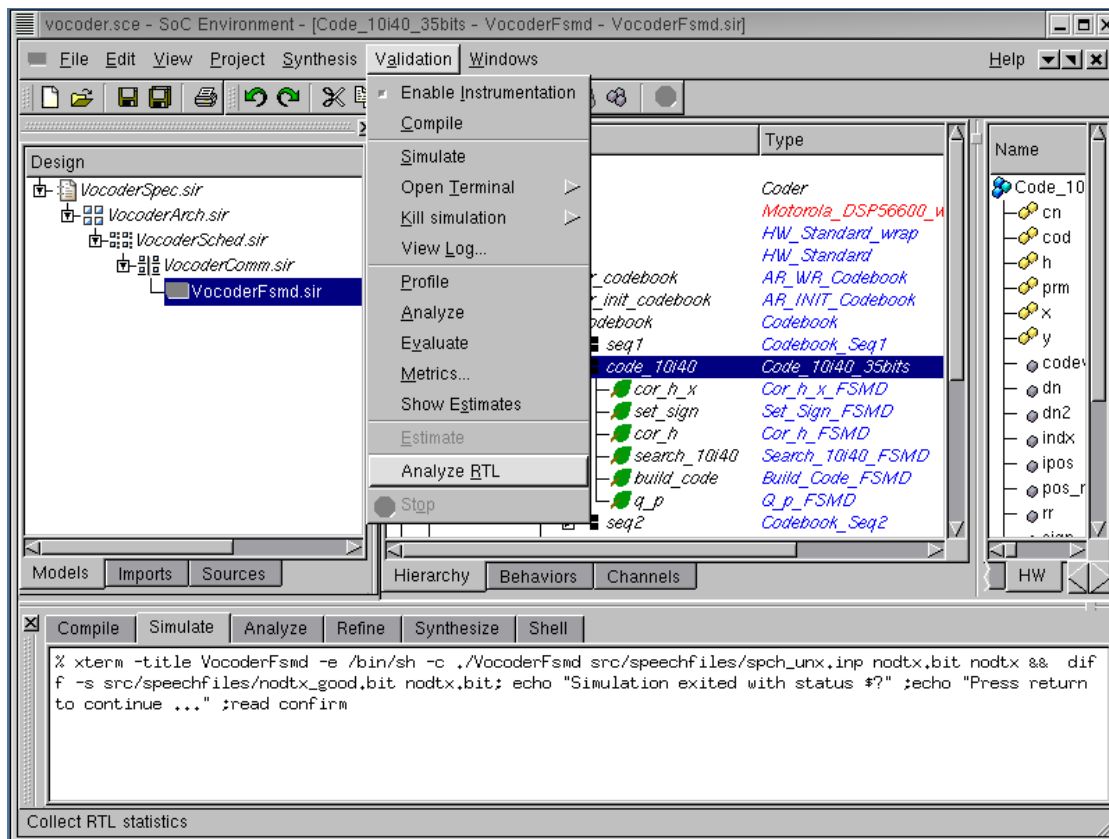 vocoder.sce - SoC Environment - [Code_10i40_35bits - VocoderFsmd - VocoderFsmd.sir]
File Edit View Project Synthesis Validation Windows Help
Enable Instrumentation
Compile
Simulate
Open Terminal
Kill simulation
View Log...
Profile
Analyze
Evaluate
Metrics...
Show Estimates
Estimate
Analyze RTL
Stop
Design
VocoderSpec.sir
VocoderArch.sir
VocoderSched.sir
VocoderComm.sir
VocoderFsmd.sir
Models Imports Sources
Type
Coder
Motorola_DSP56600_w
HW_Standard_wrap
HW_Standard
r_codebook AR_WR_Codebook
r_init_codebook AR_INIT_Codebook
odebook Codebook
seq1 Codebook_Seq1
code_10i40 Code_10i40_35bits
cor_h_x Cor_h_x_FSMD
set_sign Set_Sign_FSMD
cor_h Cor_h_FSMD
search_10i40 Search_10i40_FSMD
build_code Build_Code_FSMD
q_p Q_p_FSMD
seq2 Codebook_Seq2
Hierarchy Behaviors Channels
Name
Code_10
cn
cod
h
prm
x
y
codev
dn
dn2
indx
ipos
pos_r
rr
sign
HW
Compile Simulate Analyze Refine Synthesize Shell
% xterm -title VocoderFsmd -e /bin/sh -c ./VocoderFsmd src/speechfiles/spch_unx.inp nodtx.bit nodtx && dif
f -s src/speechfiles/nodtx_good.bit nodtx.bit; echo "Simulation exited with status $?" ;echo "Press return
to continue ..." ;read confirm
Collect RTL statistics